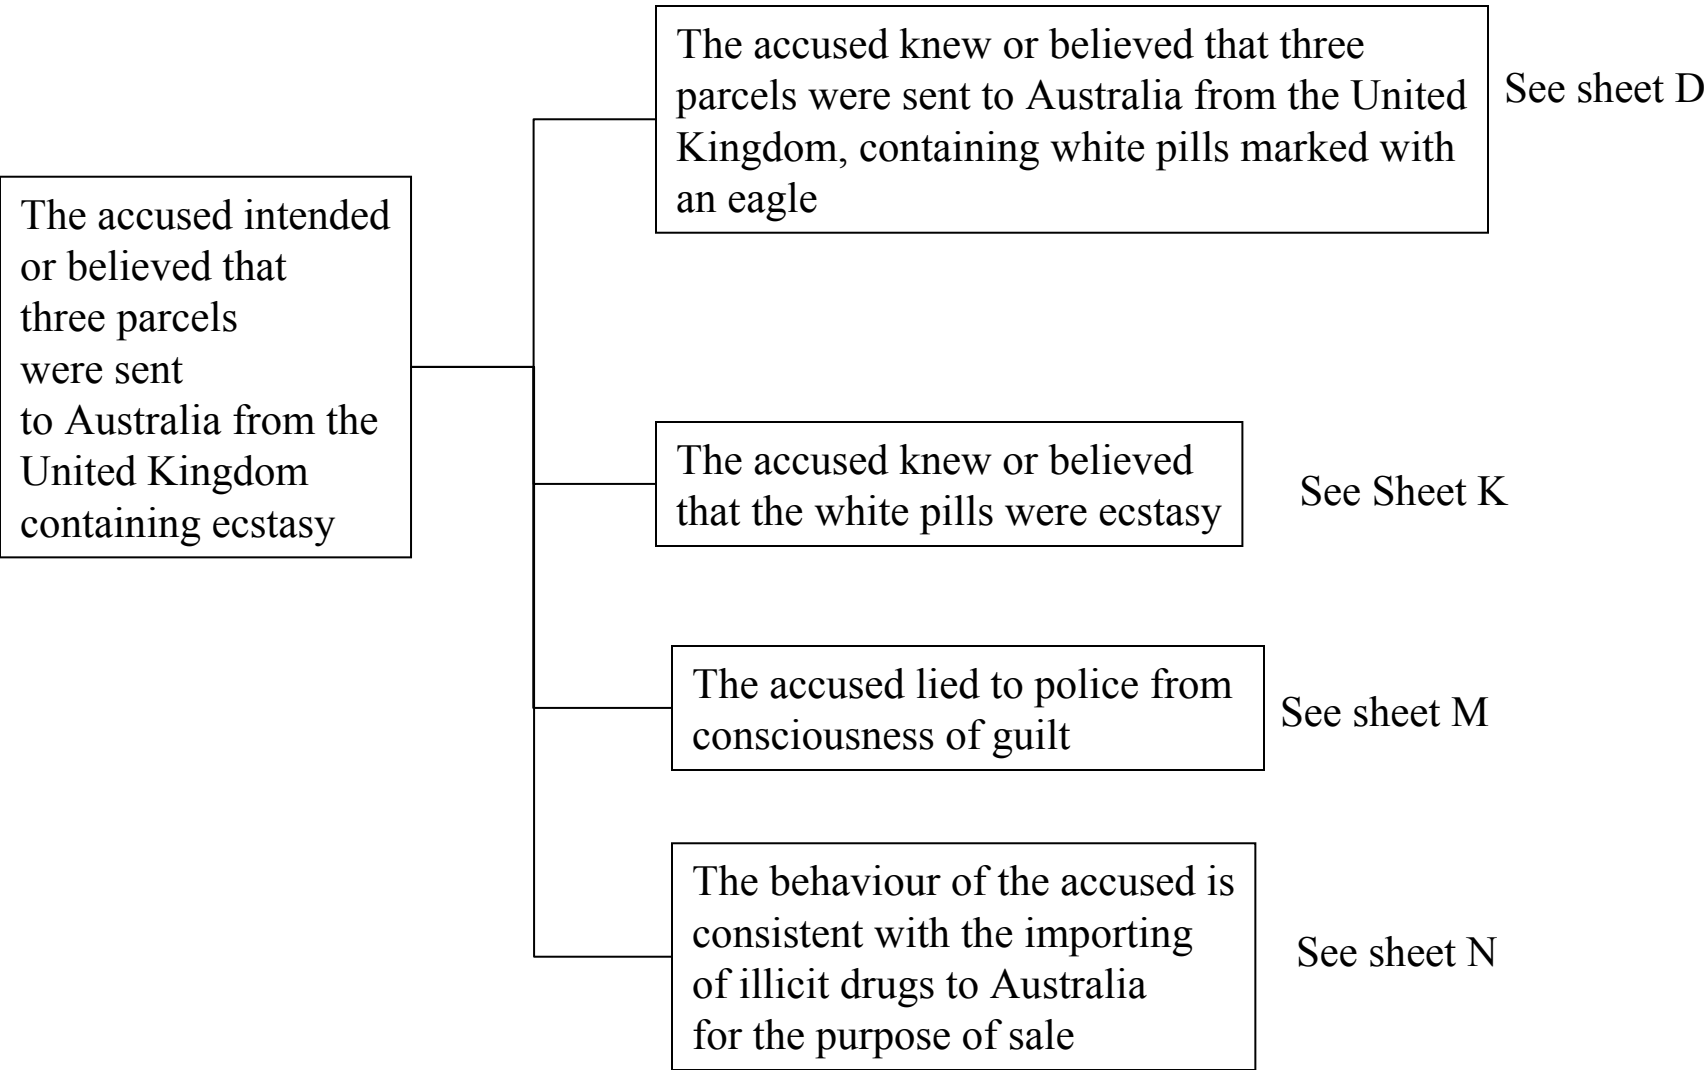 The accused intended
or believed that
three parcels
were sent
to Australia from the
United Kingdom
containing ecstasy
The accused knew or believed that three
parcels were sent to Australia from the United
Kingdom, containing white pills marked with
an eagle
See sheet D
The accused knew or believed
that the white pills were ecstasy
See Sheet K
The accused lied to police from
consciousness of guilt
See sheet M
The behaviour of the accused is
consistent with the importing
of illicit drugs to Australia
for the purpose of sale
See sheet N